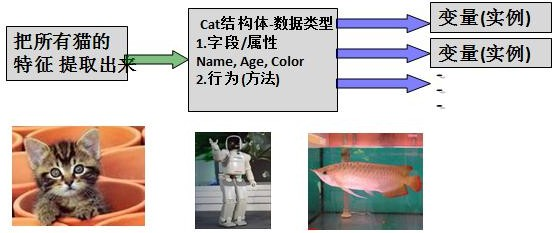 把所有猫的
特征 提取出来
Cat结构体-数据类型
1.字段/属性
Name, Age, Color
2.行为(方法)
变量(实例)
变量(实例)